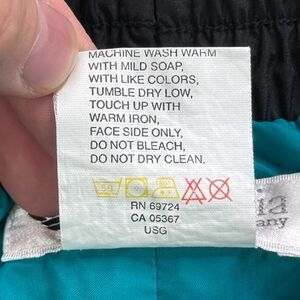 MACHINE WASH WARM
WITH MILD SOAP,
WITH LIKE COLORS,
TUMBLE DRY LOW,
TOUCH UP WITH
WARM IRON,
FACE SIDE ONLY,
DO NOT BLEACH,
DO NOT DRY CLEAN.
50
RN 69724
CA 05367
USG